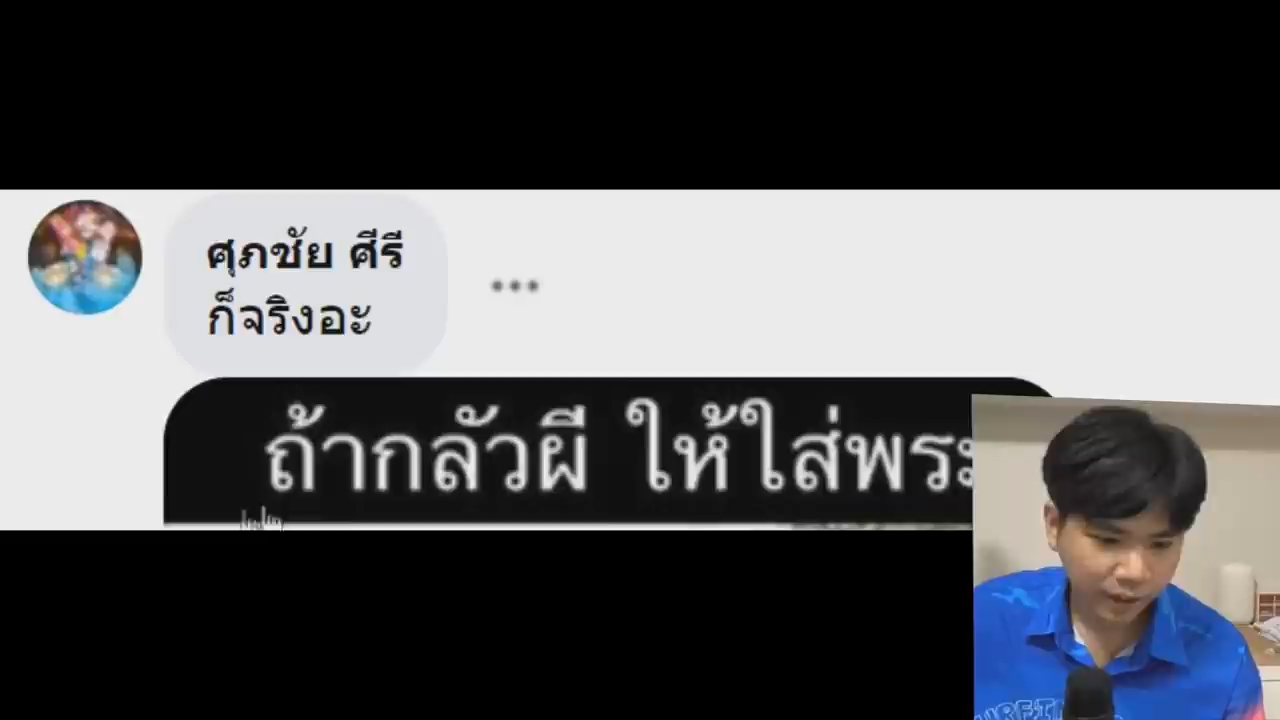 ศุภชัย ศีรี
ก็จริงอะ
ถ้ากลัวผี ให้ใส่พระ